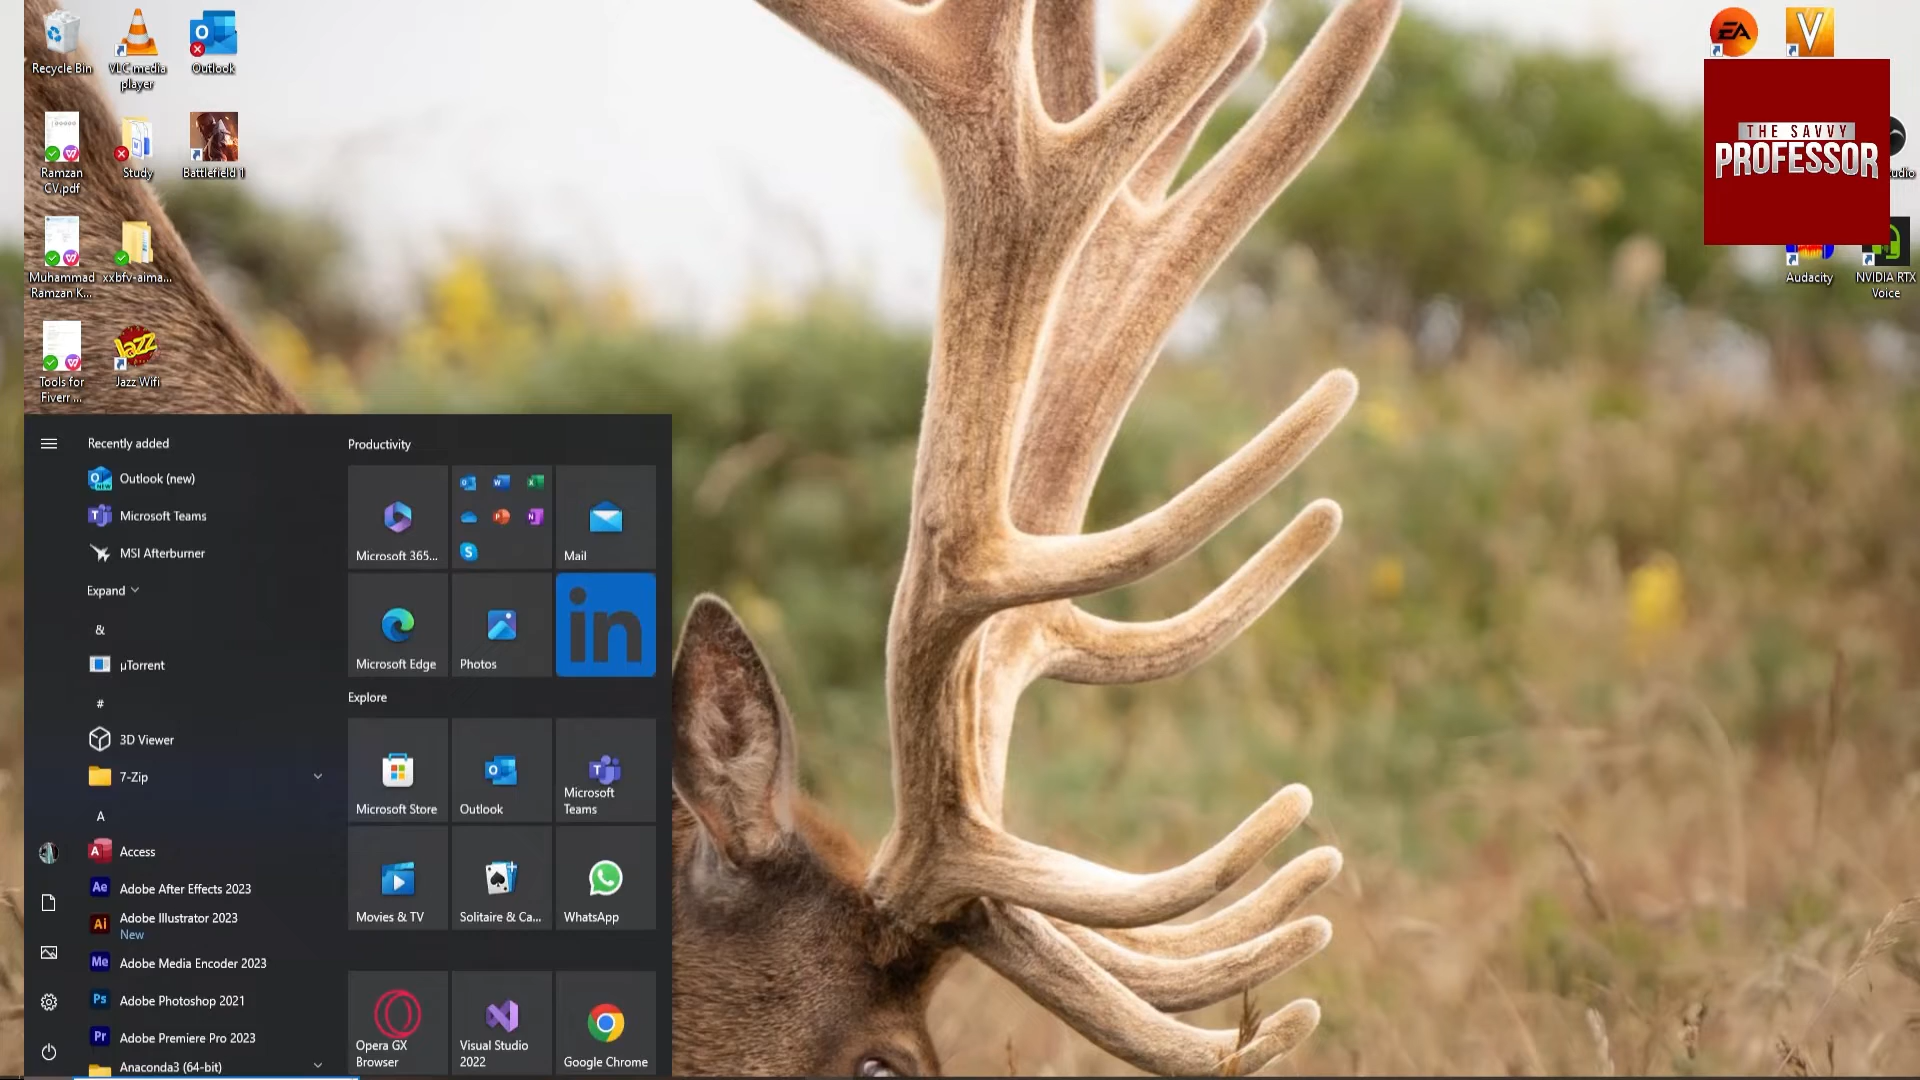 Recycle Bin
VLC media
player
Outlook
Ramzan
CV.pdf
Study
Battlefield 1
Muhammad
Ramzan K...
xxbfv-aima...
Tools for
Fiverr ...
Jazz
Jazz Wifi
EA
V
THE SAVVY
PROFESSOR
udio
Audacity
NVIDIA RTX
Voice
Recently added
Outlook (new)
Microsoft Teams
MSI Afterburner
Expand
&
µTorrent
#
3D Viewer
7-Zip
A
Access
Adobe After Effects 2023
Adobe Illustrator 2023
New
Adobe Media Encoder 2023
Adobe Photoshop 2021
Adobe Premiere Pro 2023
Anaconda3 (64-bit)
Productivity
Microsoft 365...
Mail
Microsoft Edge
Photos
in
Explore
Microsoft Store
Outlook
Microsoft
Teams
Movies & TV
Solitaire & Ca...
WhatsApp
Opera GX
Browser
Visual Studio
2022
Google Chrome